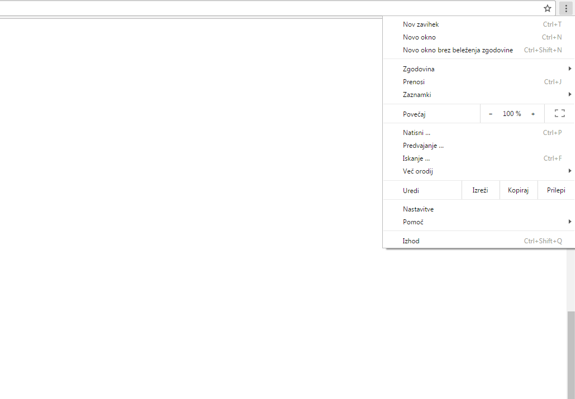 Nov zavihek Ctrl+T
Novo okno Ctrl+N
Novo okno brez beleženja zgodovine Ctrl+Shift+N
Zgodovina
Prenosi Ctrl+J
Zaznamki
Povečaj - 100 % +
Natisni ... Ctrl+P
Predvajanje ...
Iskanje ... Ctrl+F
Več orodij
Uredi Izreži Kopiraj Prilepi
Nastavitve
Pomoč
Izhod Ctrl+Shift+Q